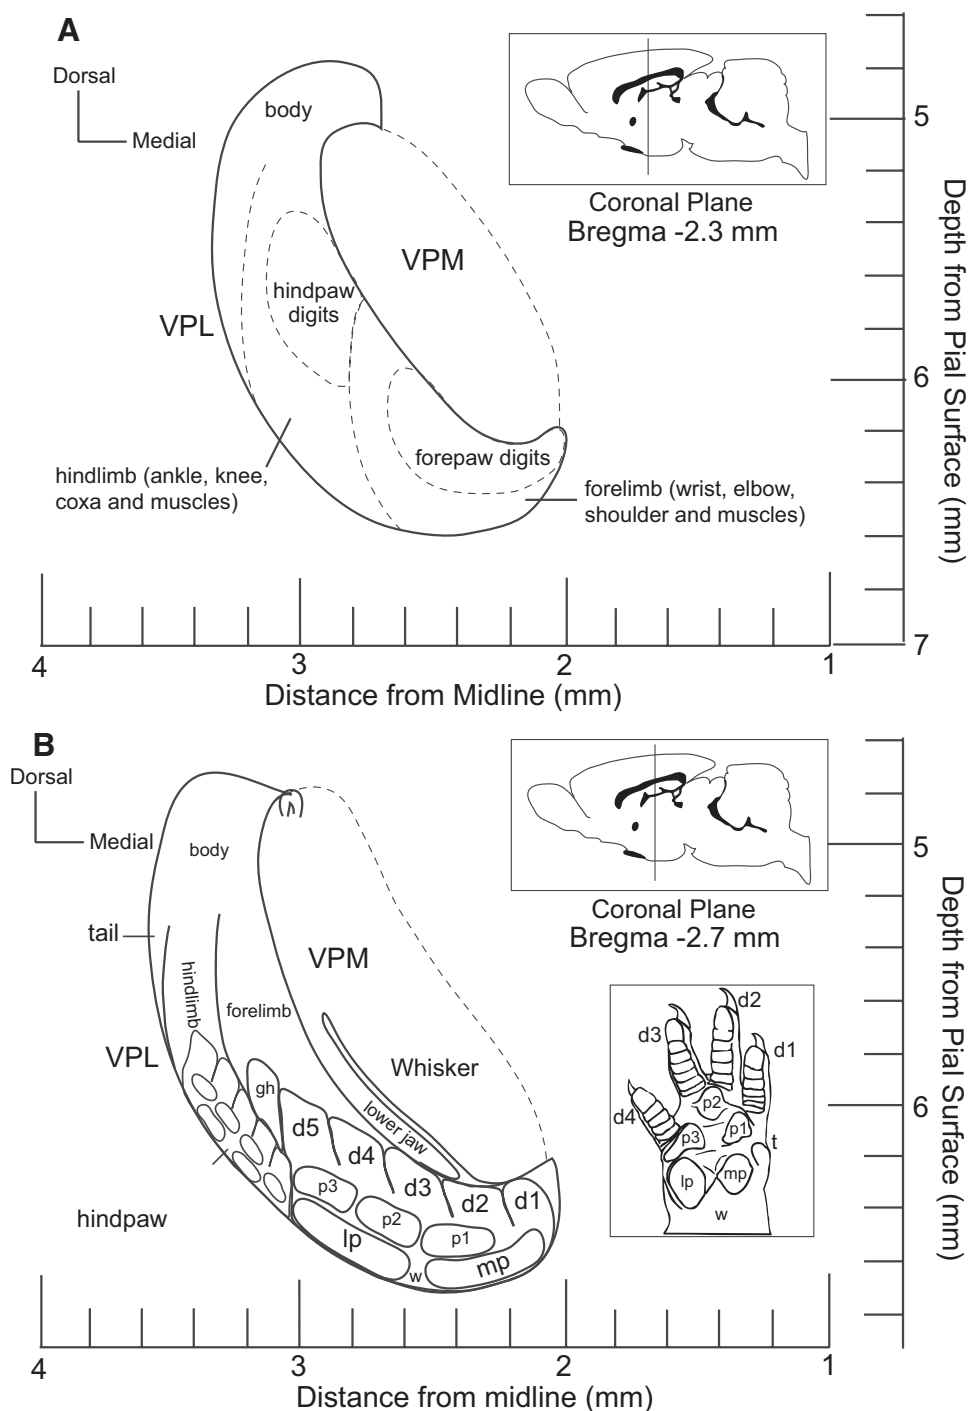 A
Dorsal
Medial
body
VPM
hindpaw
digits
VPL
forepaw digits
hindlimb (ankle, knee,
coxa and muscles)
forelimb (wrist, elbow,
shoulder and muscles)
Coronal Plane
Bregma -2.3 mm
5
6
7
Depth from Pial Surface (mm)
4
3
2
1
Distance from Midline (mm)
B
Dorsal
Medial
body
tail
VPM
hindlimb
forelimb
VPL
Whisker
gh
lower jaw
d5
d4
d3
d2
d1
p3
p2
p1
lp
w
mp
hindpaw
Coronal Plane
Bregma -2.7 mm
d2
d3
d1
d4
p2
p1
p3
t
lp
mp
w
5
6
Depth from Pial Surface (mm)
4
3
2
1
Distance from midline (mm)